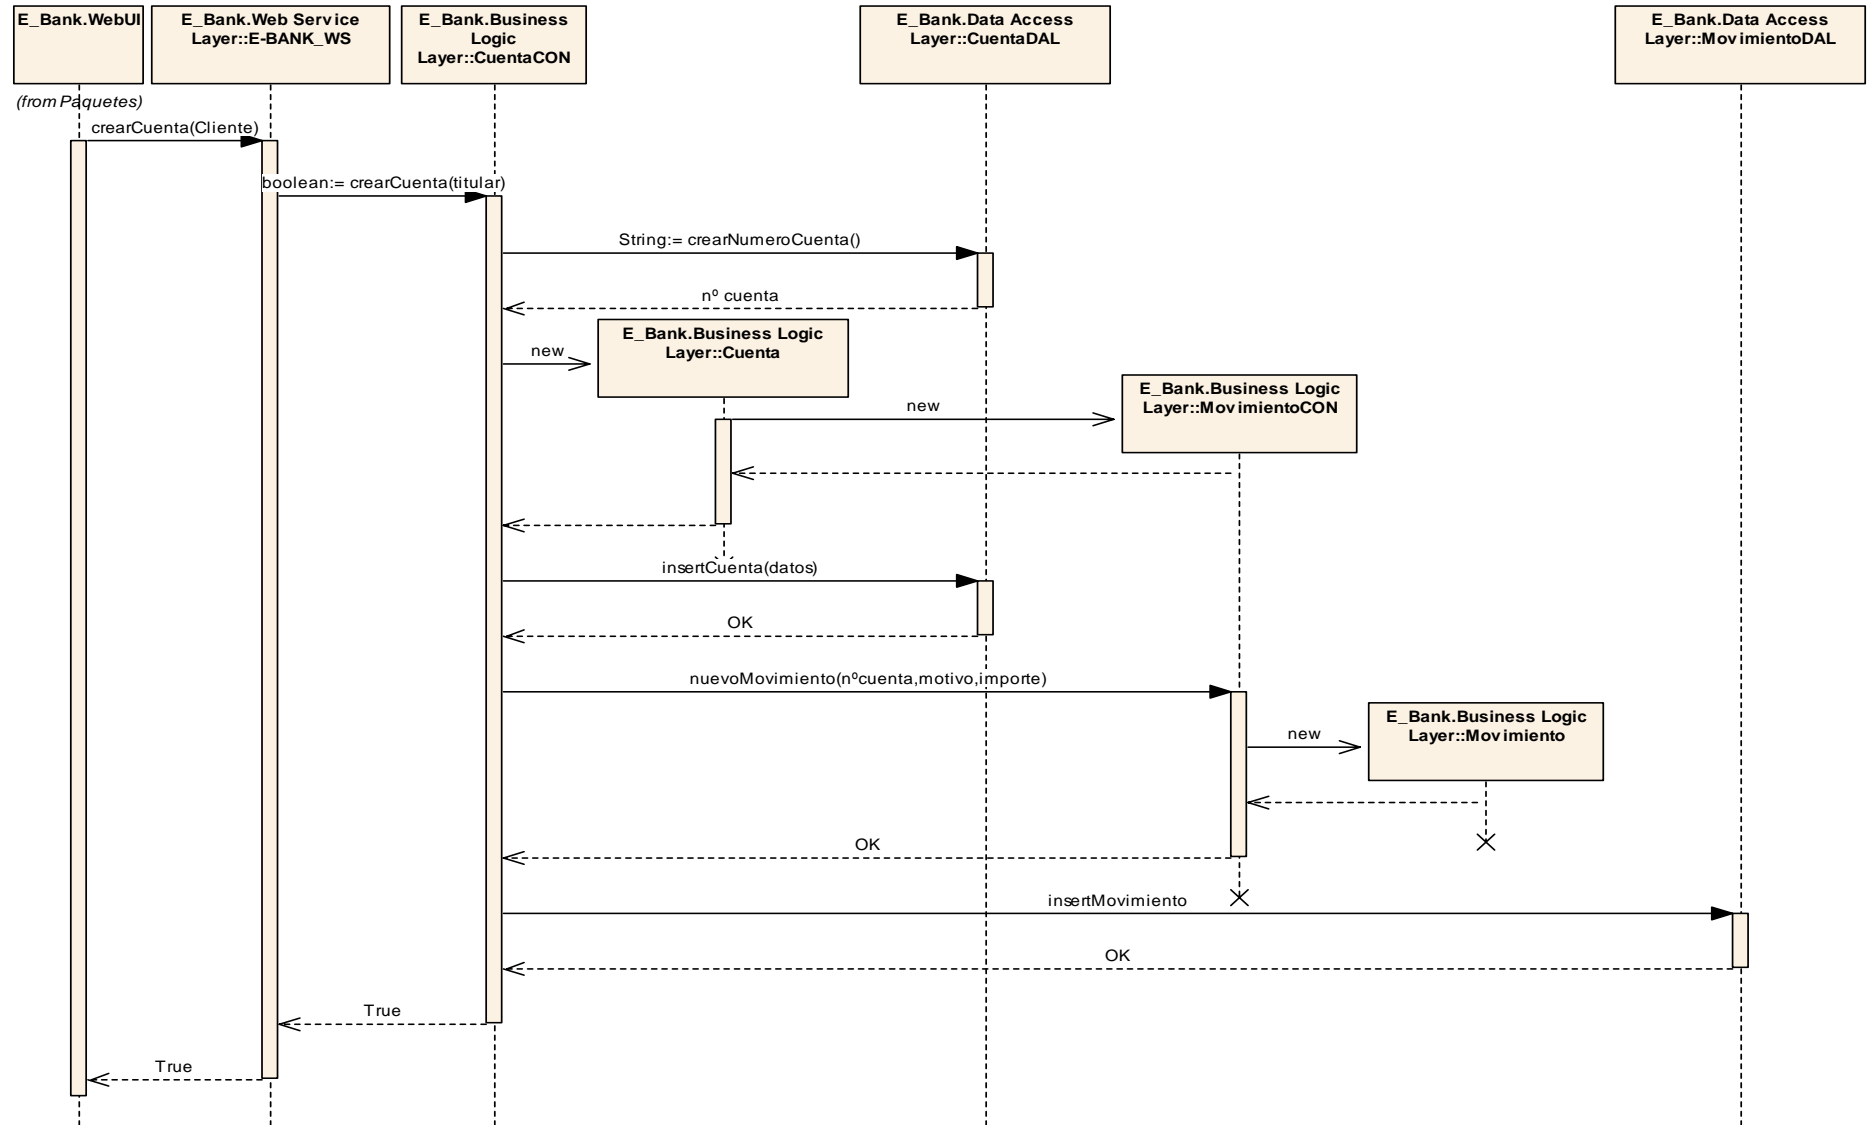 E_Bank.WebUI
E_Bank.Web Service
Layer::E-BANK_WS
E_Bank.Business
Logic
Layer::CuentaCON
E_Bank.Data Access
Layer::CuentaDAL
E_Bank.Data Access
Layer::MovimientoDAL
(from Paquetes)
crearCuenta(Cliente)
boolean:= crearCuenta(titular)
String:= crearNumeroCuenta()
nº cuenta
E_Bank.Business Logic
Layer::Cuenta
new
E_Bank.Business Logic
Layer::MovimientoCON
new
insertCuenta(datos)
OK
nuevoMovimiento(nºcuenta,motivo,importe)
E_Bank.Business Logic
Layer::Movimiento
new
OK
insertMovimiento
OK
True
True